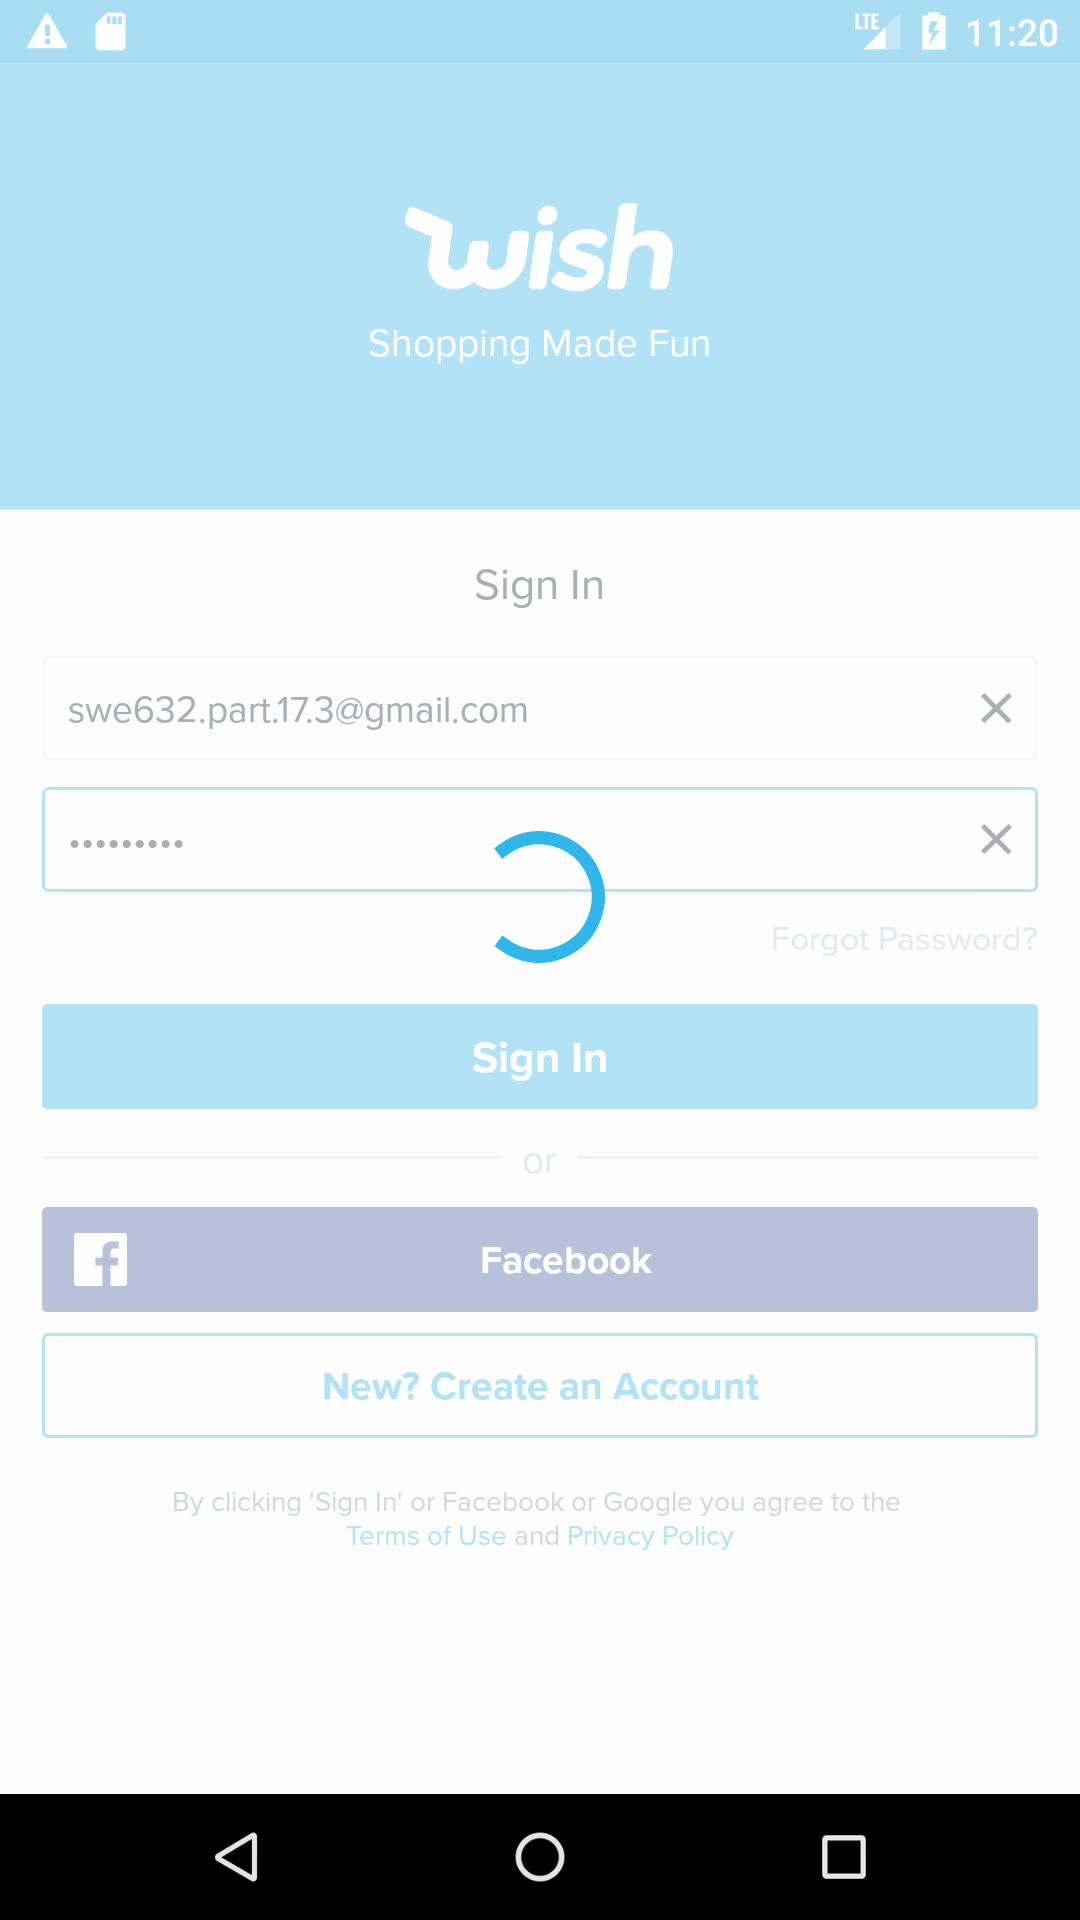 LTE 11:20
wish
Shopping Made Fun
Sign In
swe632.part.17.3@gmail.com
•••••••••
Forgot Password?
Sign In
or
Facebook
New? Create an Account
By clicking 'Sign In' or Facebook or Google you agree to the
Terms of Use and Privacy Policy